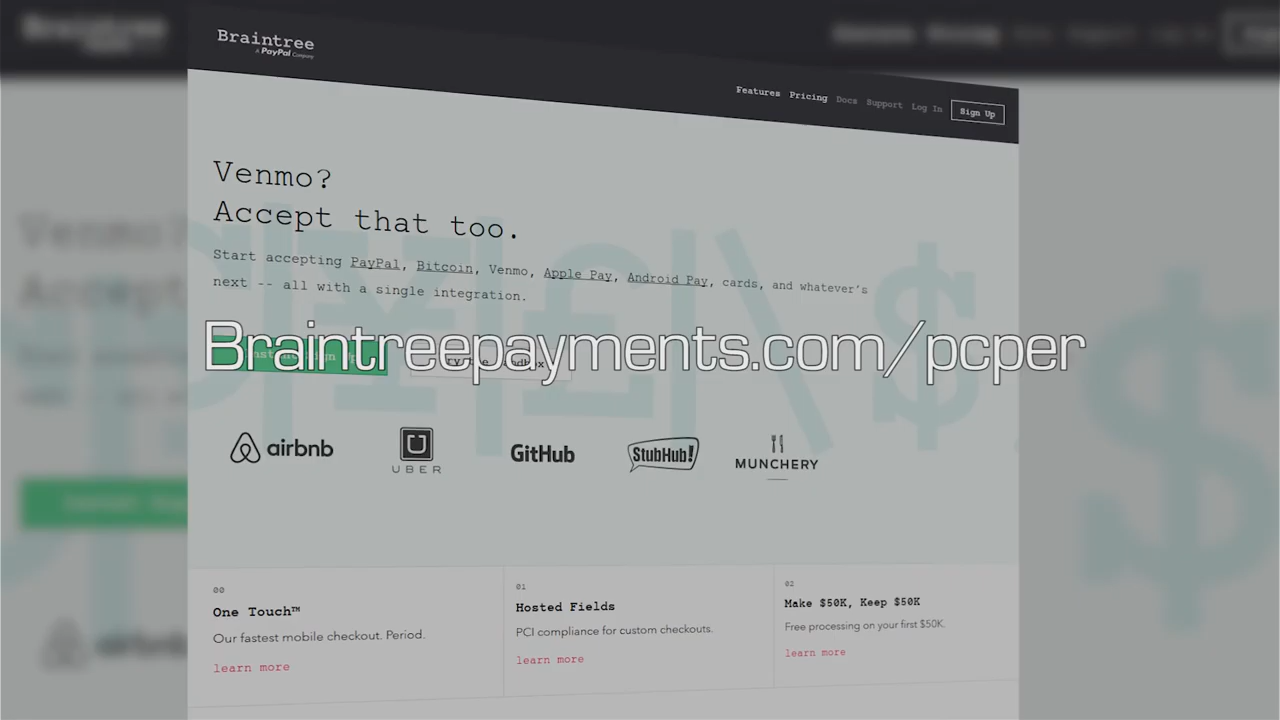 Braintree
A PayPal Company
Features Pricing Docs Support Log In Sign Up
Venmo?
Accept that too.
Start accepting PayPal, Bitcoin, Venmo, Apple Pay, Android Pay, cards, and whatever's
next -- all with a single integration.
Braintreepayments.com/pcper
airbnb
UBER
GitHub
StubHub!
MUNCHERY
00
One Touch™
Our fastest mobile checkout. Period.
learn more
01
Hosted Fields
PCI compliance for custom checkouts.
learn more
02
Make $50K, Keep $50K
Free processing on your first $50K.
learn more